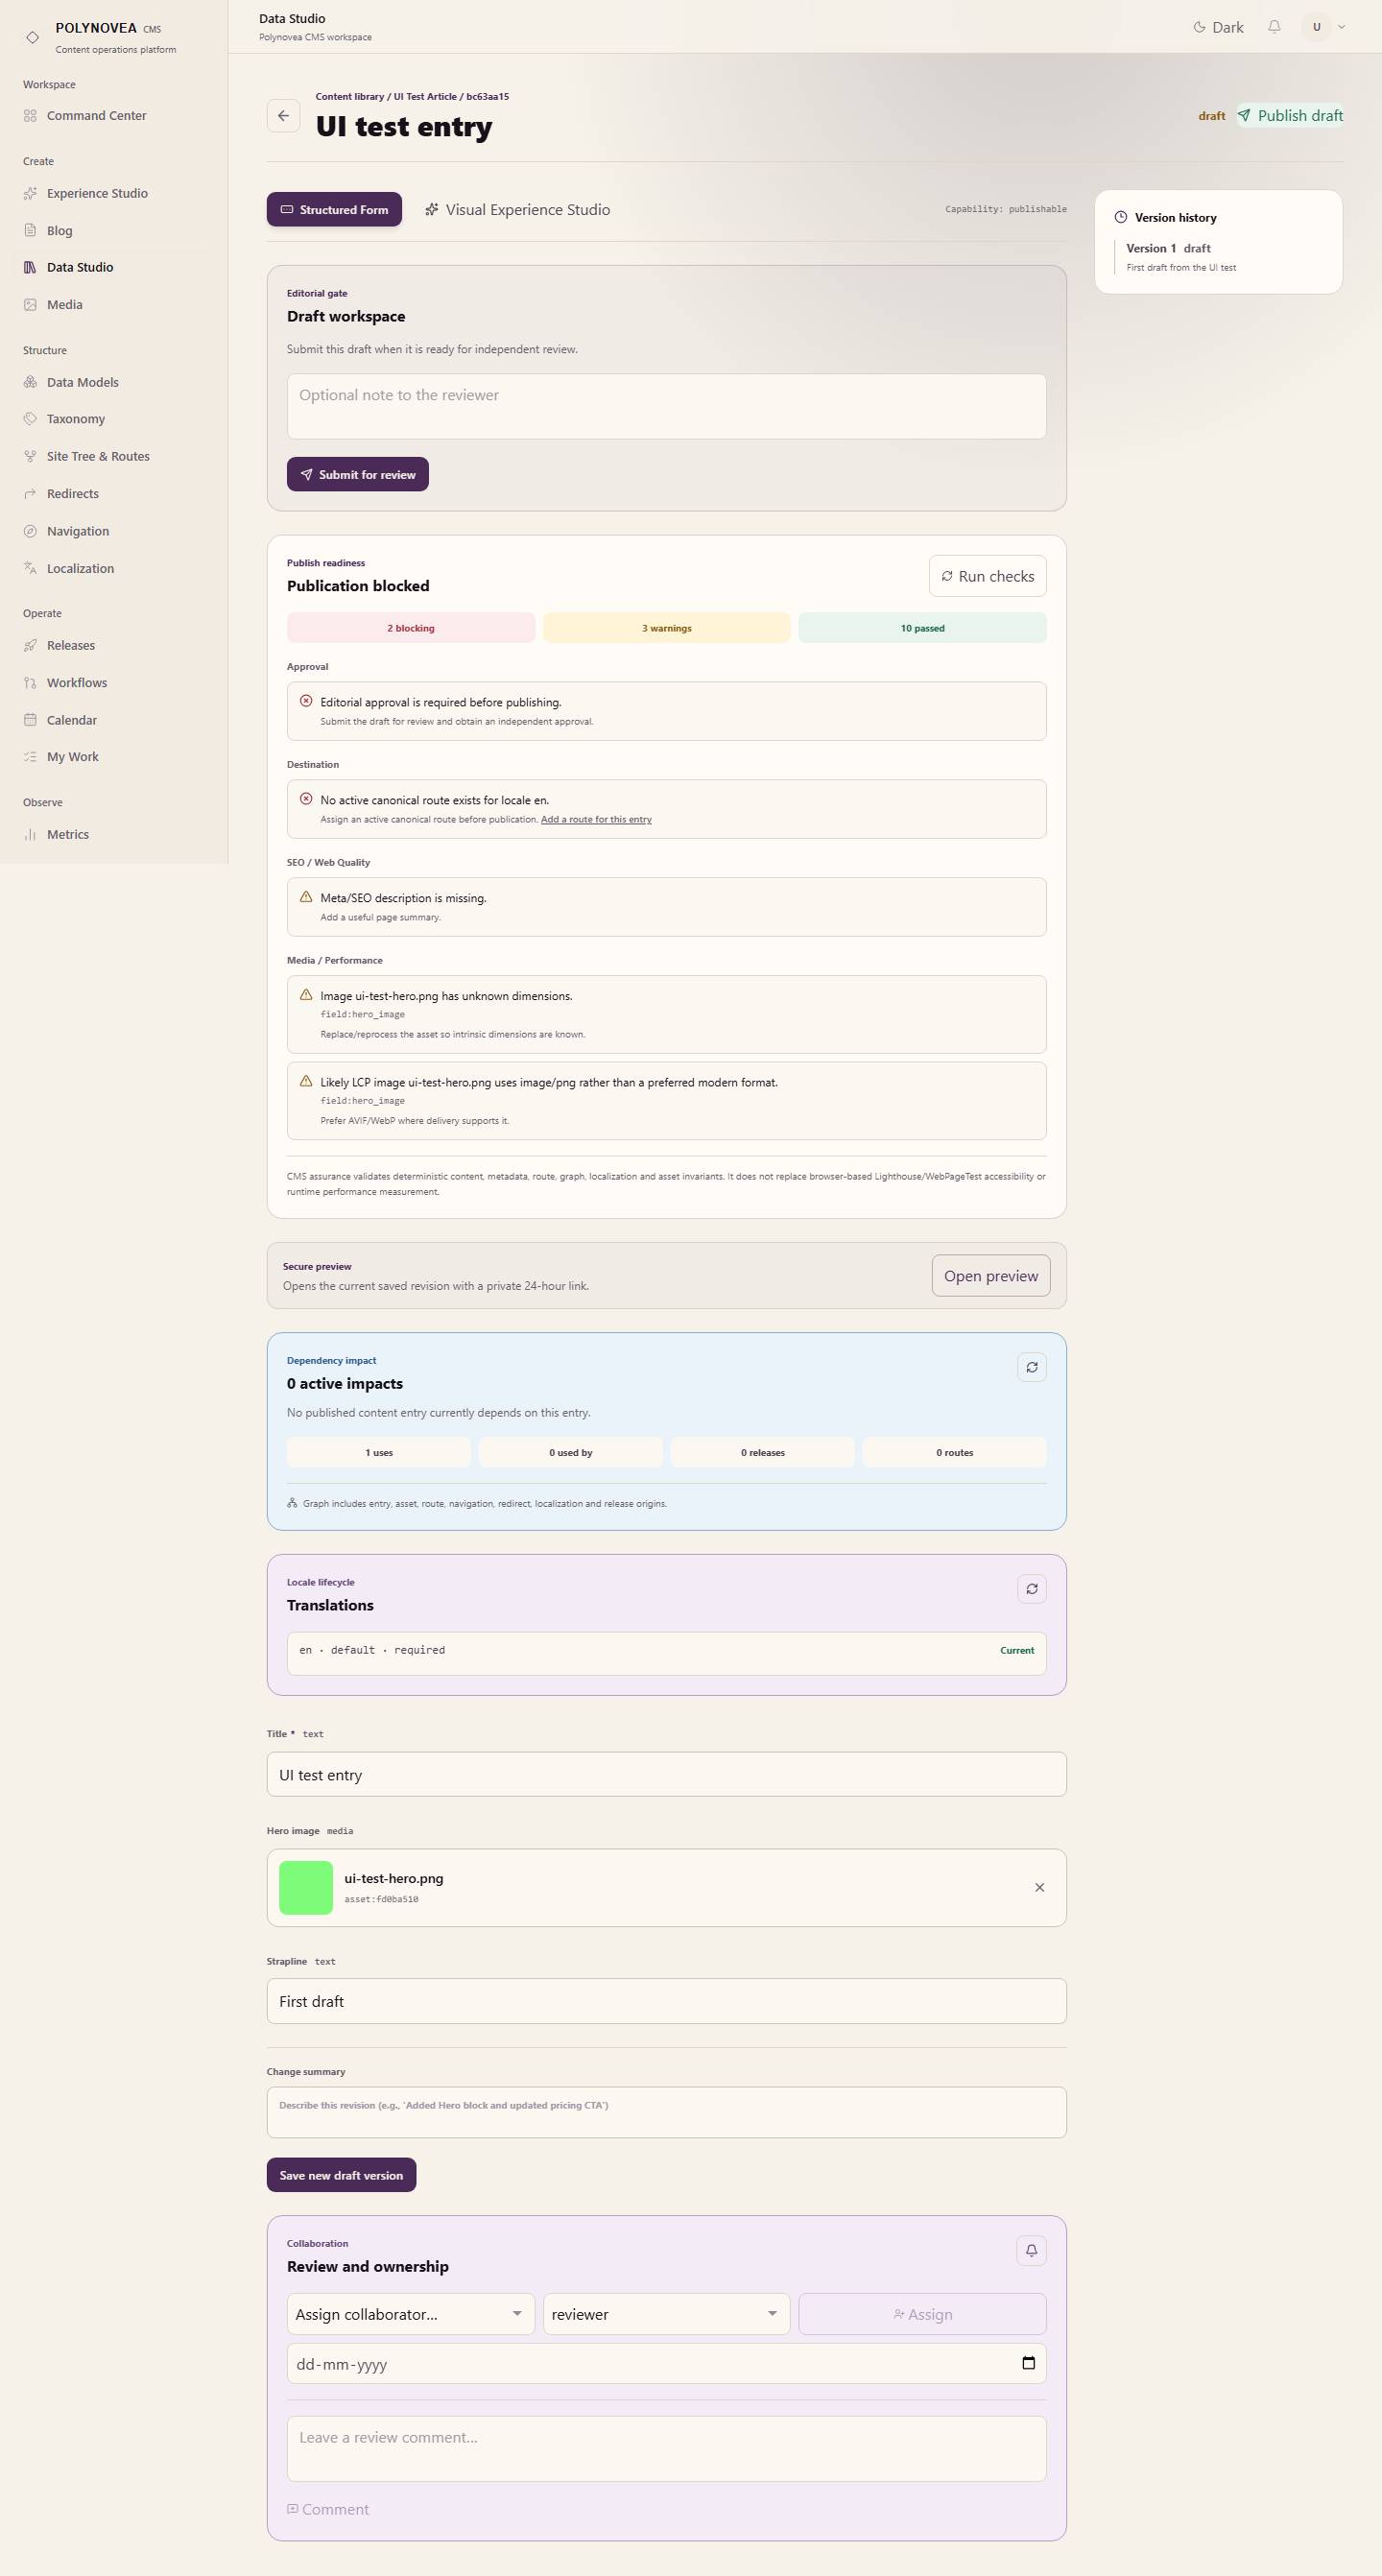 POLYNOVEA CMS
Content operations platform
Workspace
Command Center
Create
Experience Studio
Blog
Data Studio
Media
Structure
Data Models
Taxonomy
Site Tree & Routes
Redirects
Navigation
Localization
Operate
Releases
Workflows
Calendar
My Work
Observe
Metrics
Data Studio
Polynovea CMS workspace
Dark
U
Content library / UI Test Article / bc63aa15
UI test entry
draft
Publish draft
Structured Form
Visual Experience Studio
Capability: publishable
Version history
Version 1 draft
First draft from the UI test
Editorial gate
Draft workspace
Submit this draft when it is ready for independent review.
Optional note to the reviewer
Submit for review
Publish readiness
Publication blocked
Run checks
2 blocking
3 warnings
10 passed
Approval
Editorial approval is required before publishing.
Submit the draft for review and obtain an independent approval.
Destination
No active canonical route exists for locale en.
Assign an active canonical route before publication. Add a route for this entry
SEO / Web Quality
Meta/SEO description is missing.
Add a useful page summary.
Media / Performance
Image ui-test-hero.png has unknown dimensions.
field:hero_image
Replace/reprocess the asset so intrinsic dimensions are known.
Likely LCP image ui-test-hero.png uses image/png rather than a preferred modern format.
field:hero_image
Prefer AVIF/WebP where delivery supports it.
CMS assurance validates deterministic content, metadata, route, graph, localization and asset invariants. It does not replace browser-based Lighthouse/WebPageTest accessibility or
runtime performance measurement.
Secure preview
Opens the current saved revision with a private 24-hour link.
Open preview
Dependency impact
0 active impacts
No published content entry currently depends on this entry.
1 uses
0 used by
0 releases
0 routes
Graph includes entry, asset, route, navigation, redirect, localization and release origins.
Locale lifecycle
Translations
en · default · required
Current
Title * text
UI test entry
Hero image media
ui-test-hero.png
asset:fd0ba510
Strapline text
First draft
Change summary
Describe this revision (e.g., 'Added Hero block and updated pricing CTA')
Save new draft version
Collaboration
Review and ownership
Assign collaborator...
reviewer
Assign
dd-mm-yyyy
Leave a review comment...
Comment